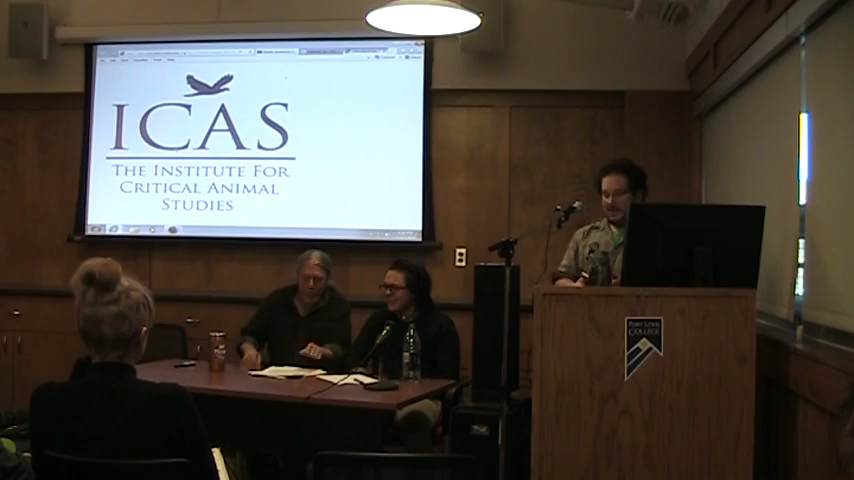 ICAS
THE INSTITUTE FOR
CRITICAL ANIMAL
STUDIES
FORT LEWIS
COLLEGE